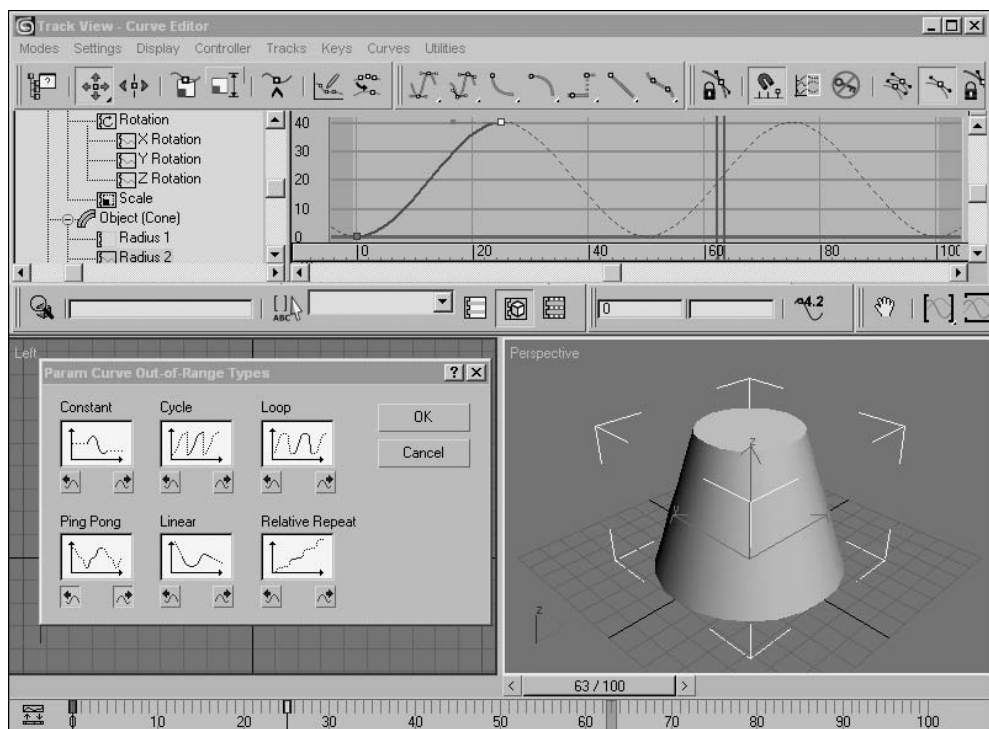 Track View - Curve Editor
Modes Settings Display Controller Tracks Keys Curves Utilities
Rotation
X Rotation
Y Rotation
Z Rotation
Scale
Object (Cone)
Radius 1
Radius 2
40
30
20
10
0
0 20 40 60 80 100
[ ] ABC
0
4.2
Left
Param Curve Out-of-Range Types
Constant Cycle Loop
OK
Cancel
Ping Pong Linear Relative Repeat
Perspective
z
y
z
< 63 / 100 >
0 10 20 30 40 50 60 70 80 90 100